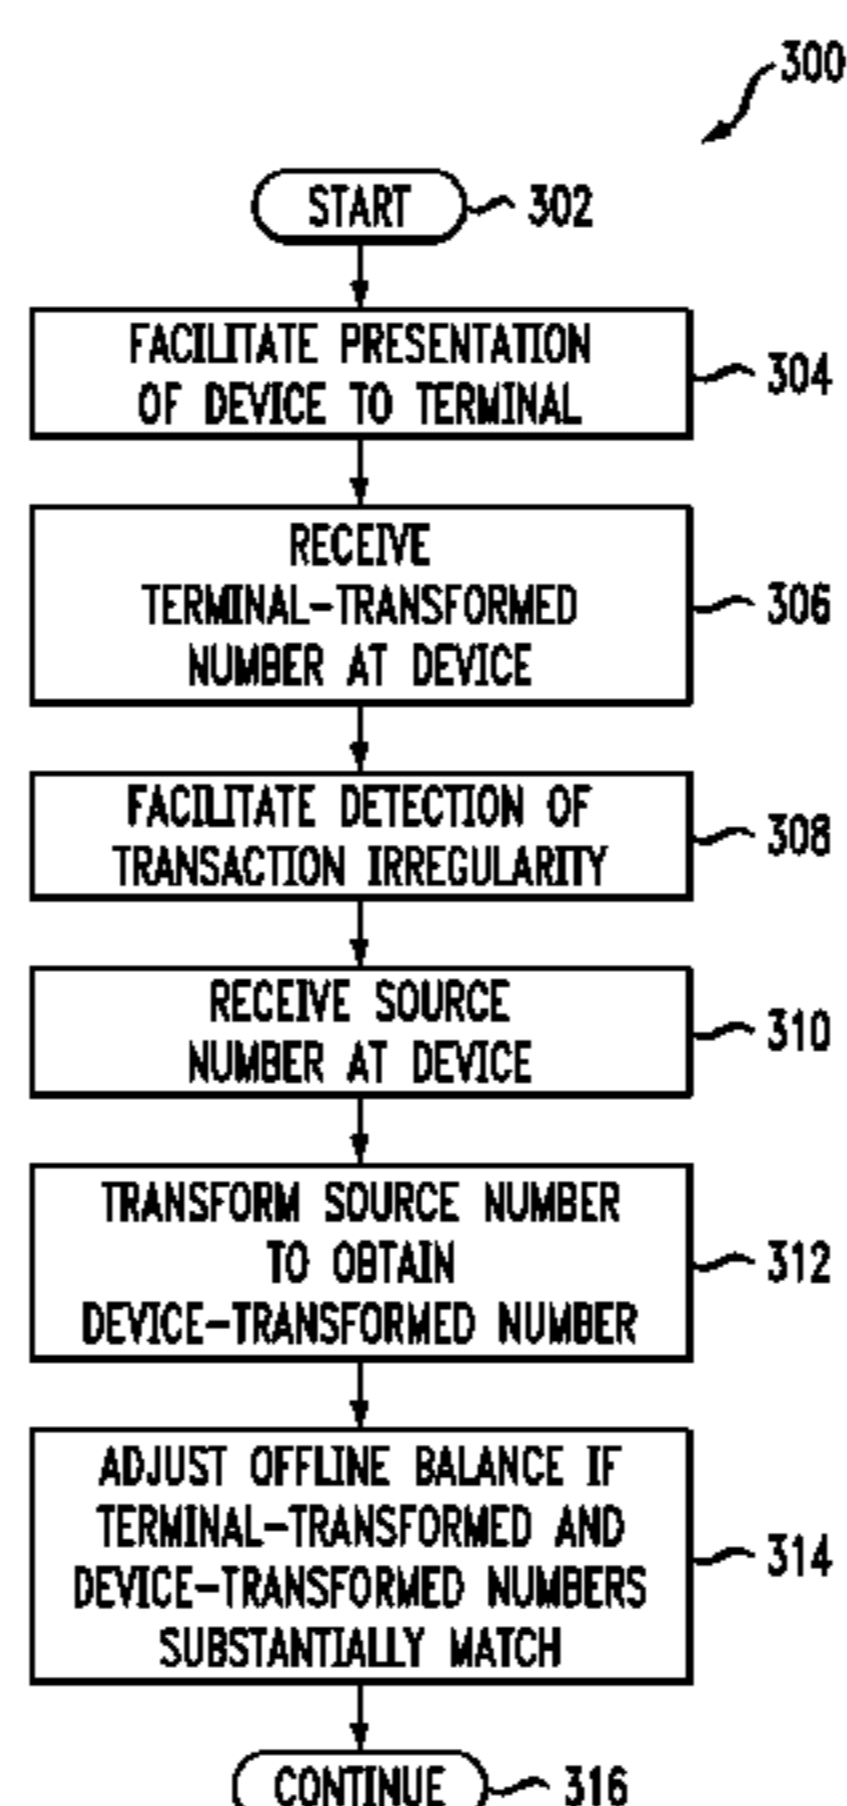 300
START 302
FACILITATE PRESENTATION
OF DEVICE TO TERMINAL
304
RECEIVE
TERMINAL-TRANSFORMED
NUMBER AT DEVICE
306
FACILITATE DETECTION OF
TRANSACTION IRREGULARITY
308
RECEIVE SOURCE
NUMBER AT DEVICE
310
TRANSFORM SOURCE NUMBER
TO OBTAIN
DEVICE-TRANSFORMED NUMBER
312
ADJUST OFFLINE BALANCE IF
TERMINAL-TRANSFORMED AND
DEVICE-TRANSFORMED NUMBERS
SUBSTANTIALLY MATCH
314
CONTINUE 316